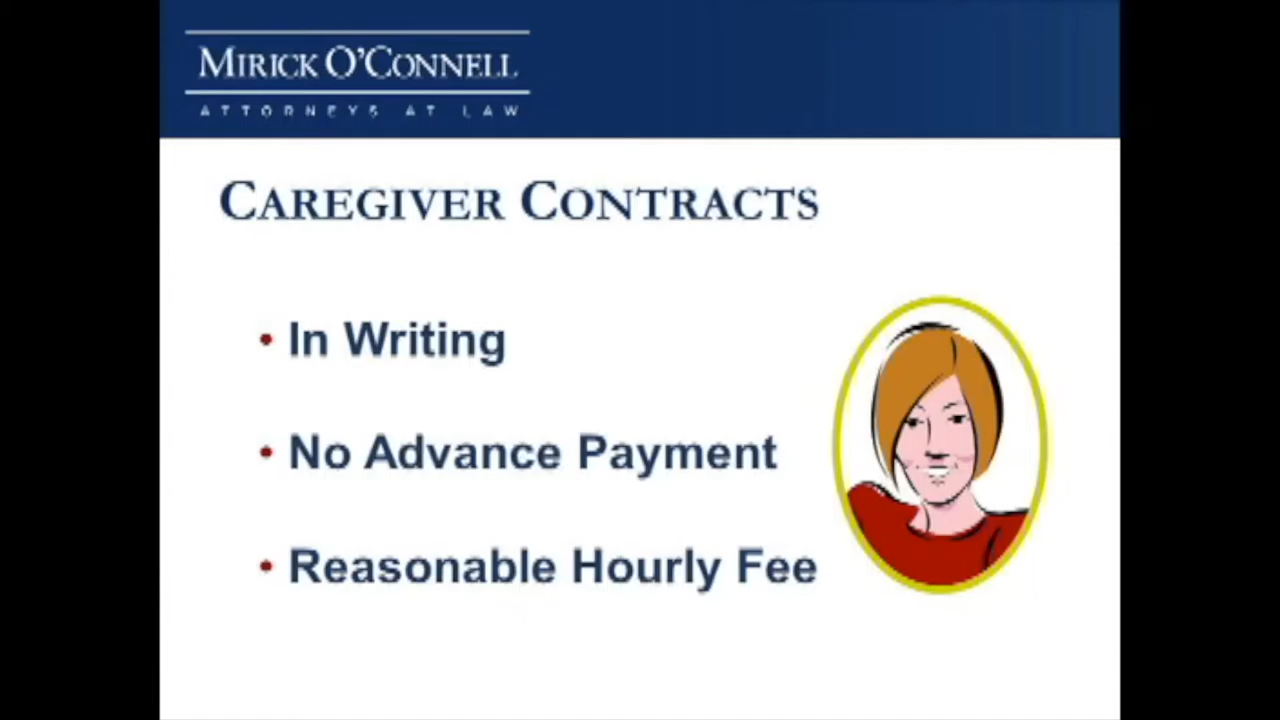 MIRICK O'CONNELL
ATTORNEYS AT LAW
CAREGIVER CONTRACTS
• In Writing
• No Advance Payment
• Reasonable Hourly Fee